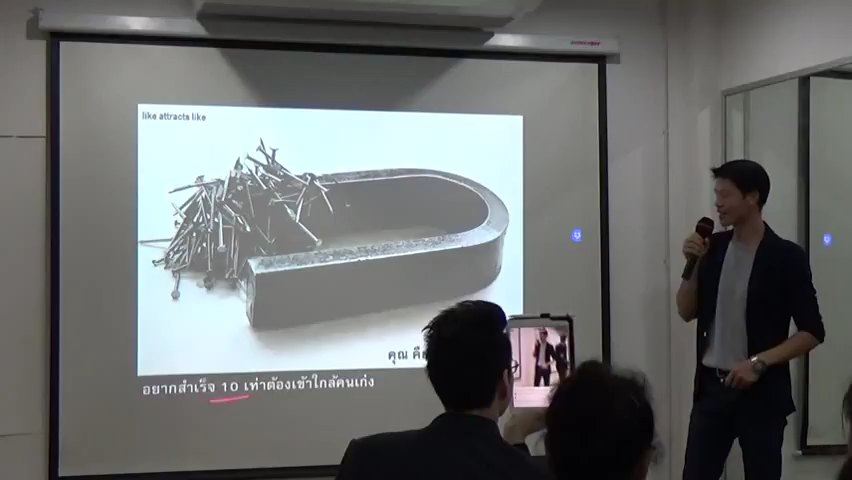 like attracts like
คุณ
อยากสำเร็จ 10 เท่าต้องเข้าใกล้คนเก่ง